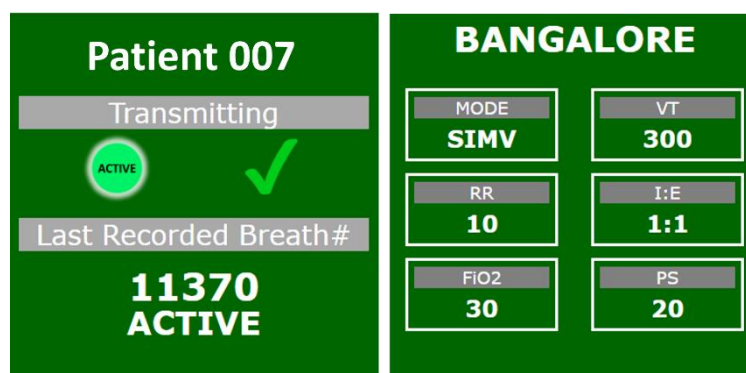 Patient 007
Transmitting
ACTIVE
Last Recorded Breath#
11370
ACTIVE
BANGALORE
MODE
SIMV
VT
300
RR
10
I:E
1:1
FiO2
30
PS
20